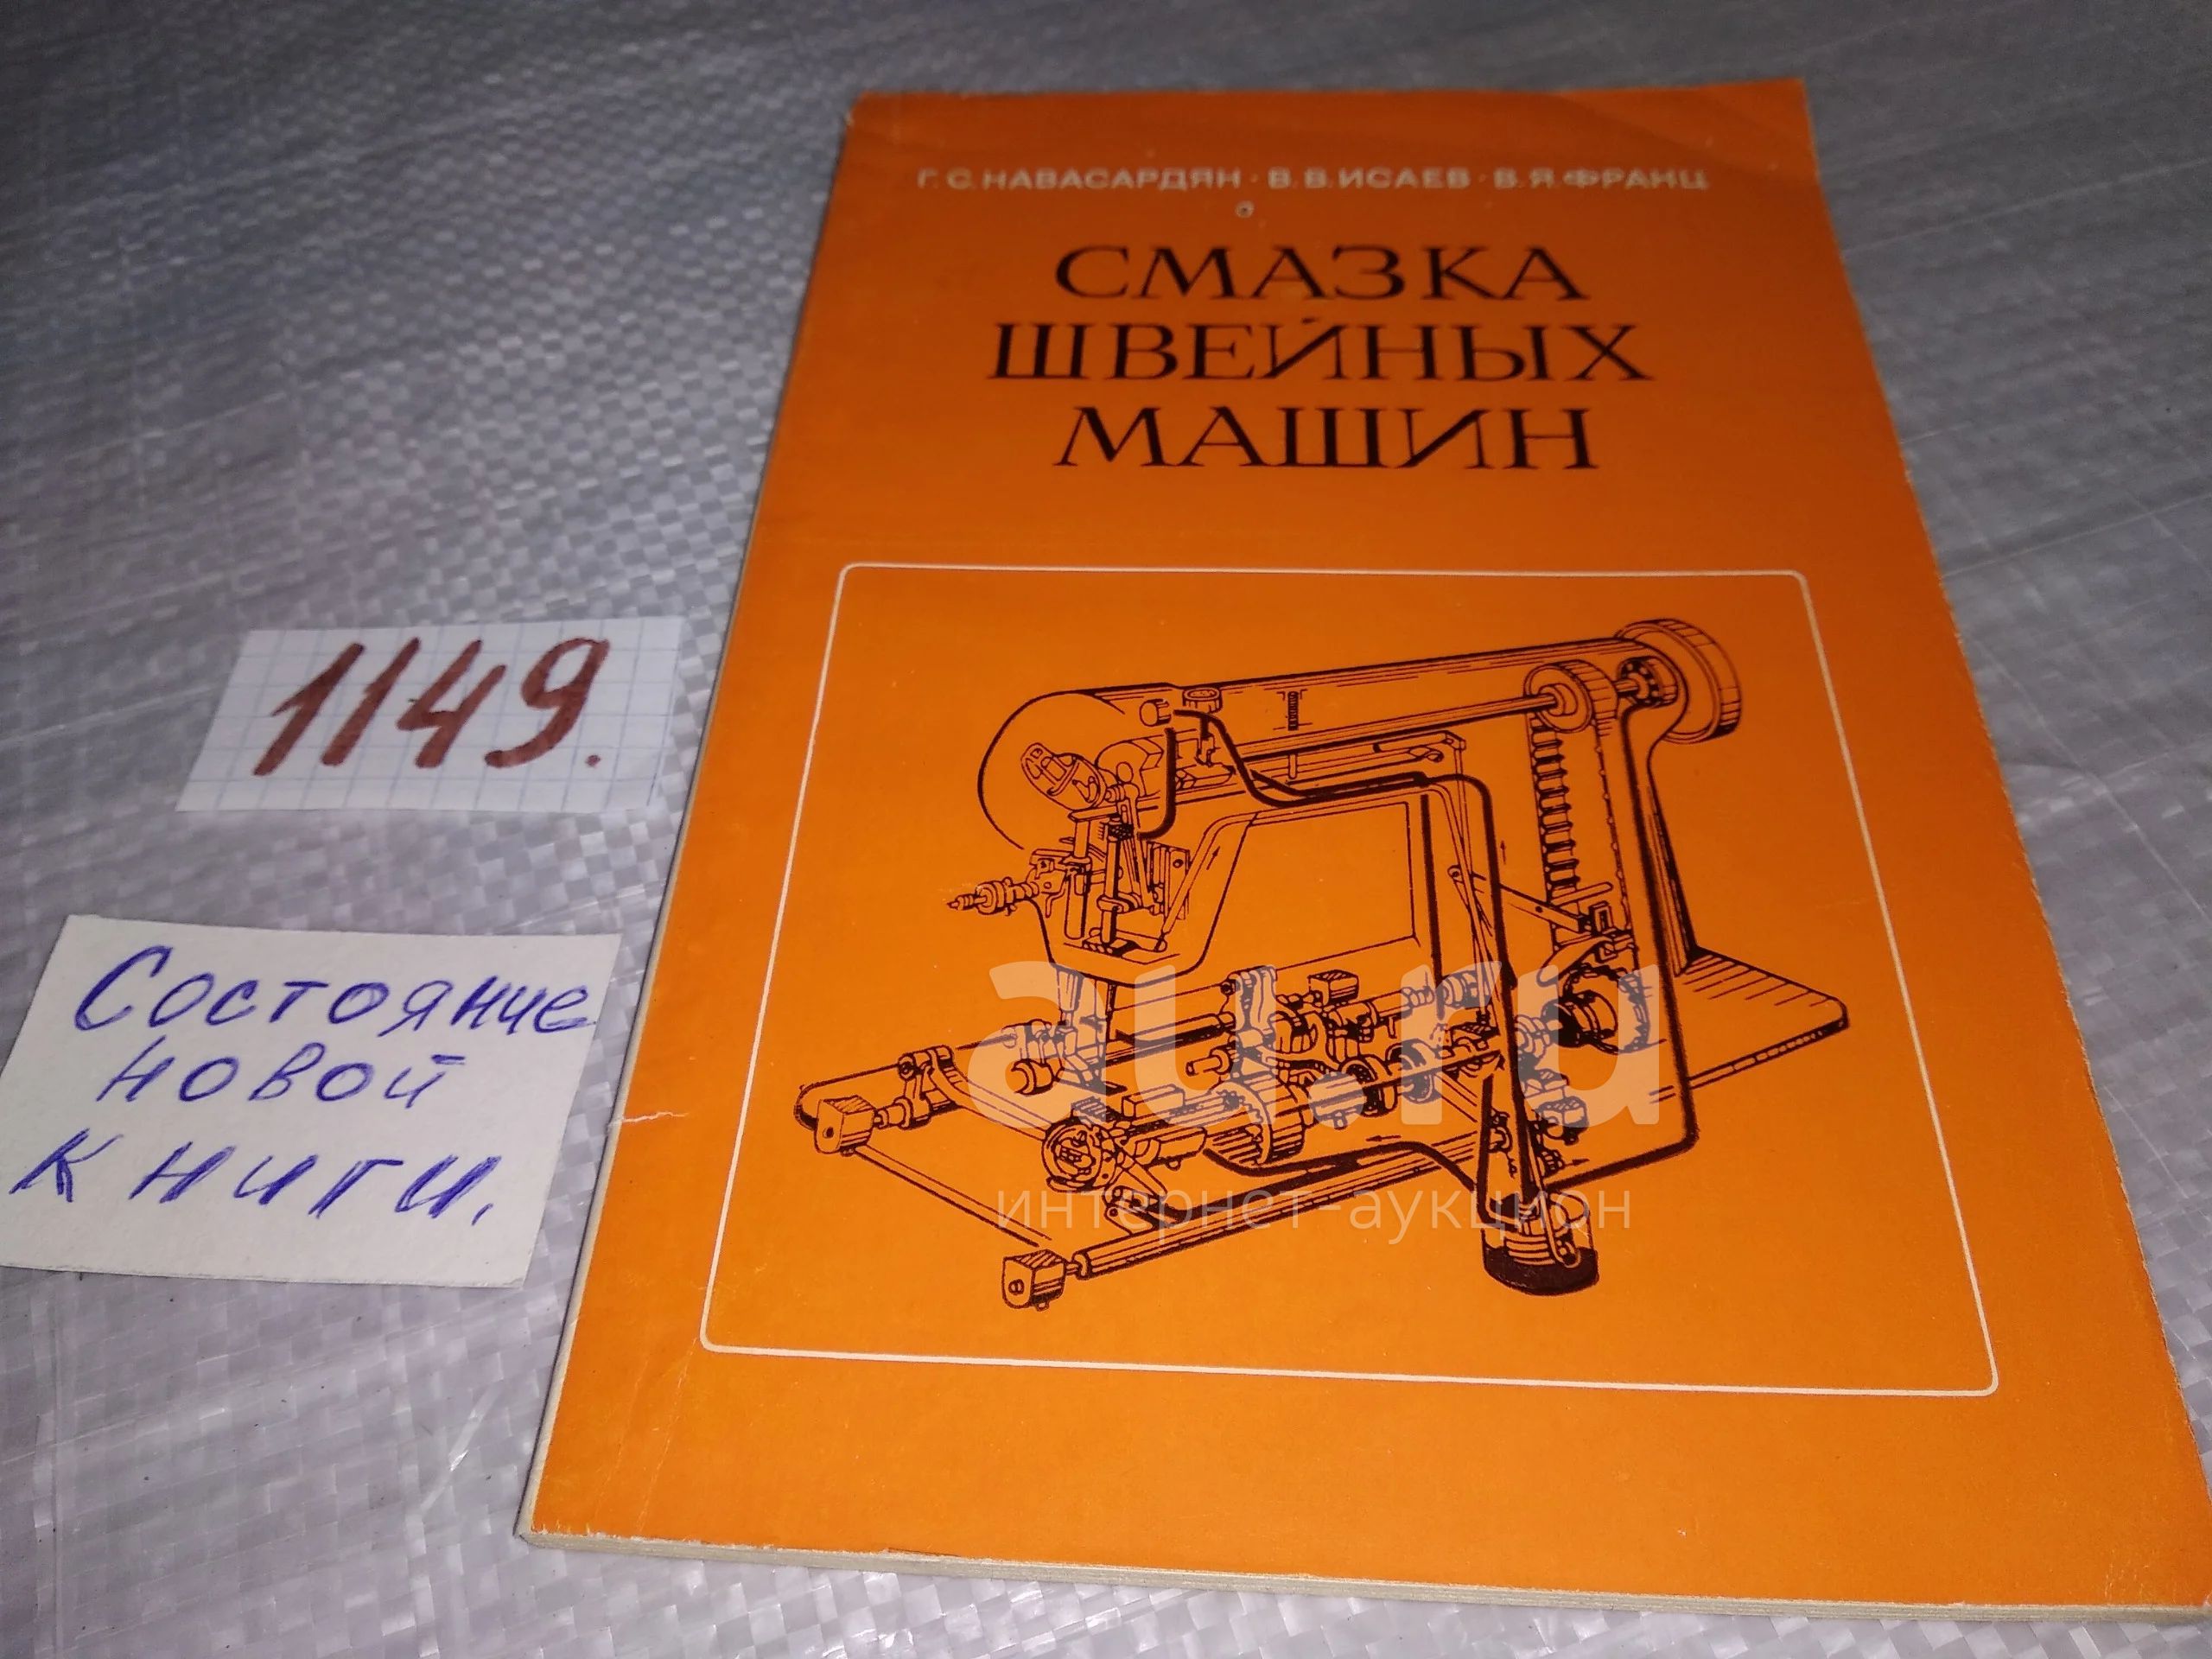 Г. С. НАВАСАРДЯН · В. В. ИСАЕВ · В. Я. ФРАНЦ
СМАЗКА
ШВЕЙНЫХ
МАШИН
1149.
Состояние
новой
книги.
au.ru
интернет-аукцион